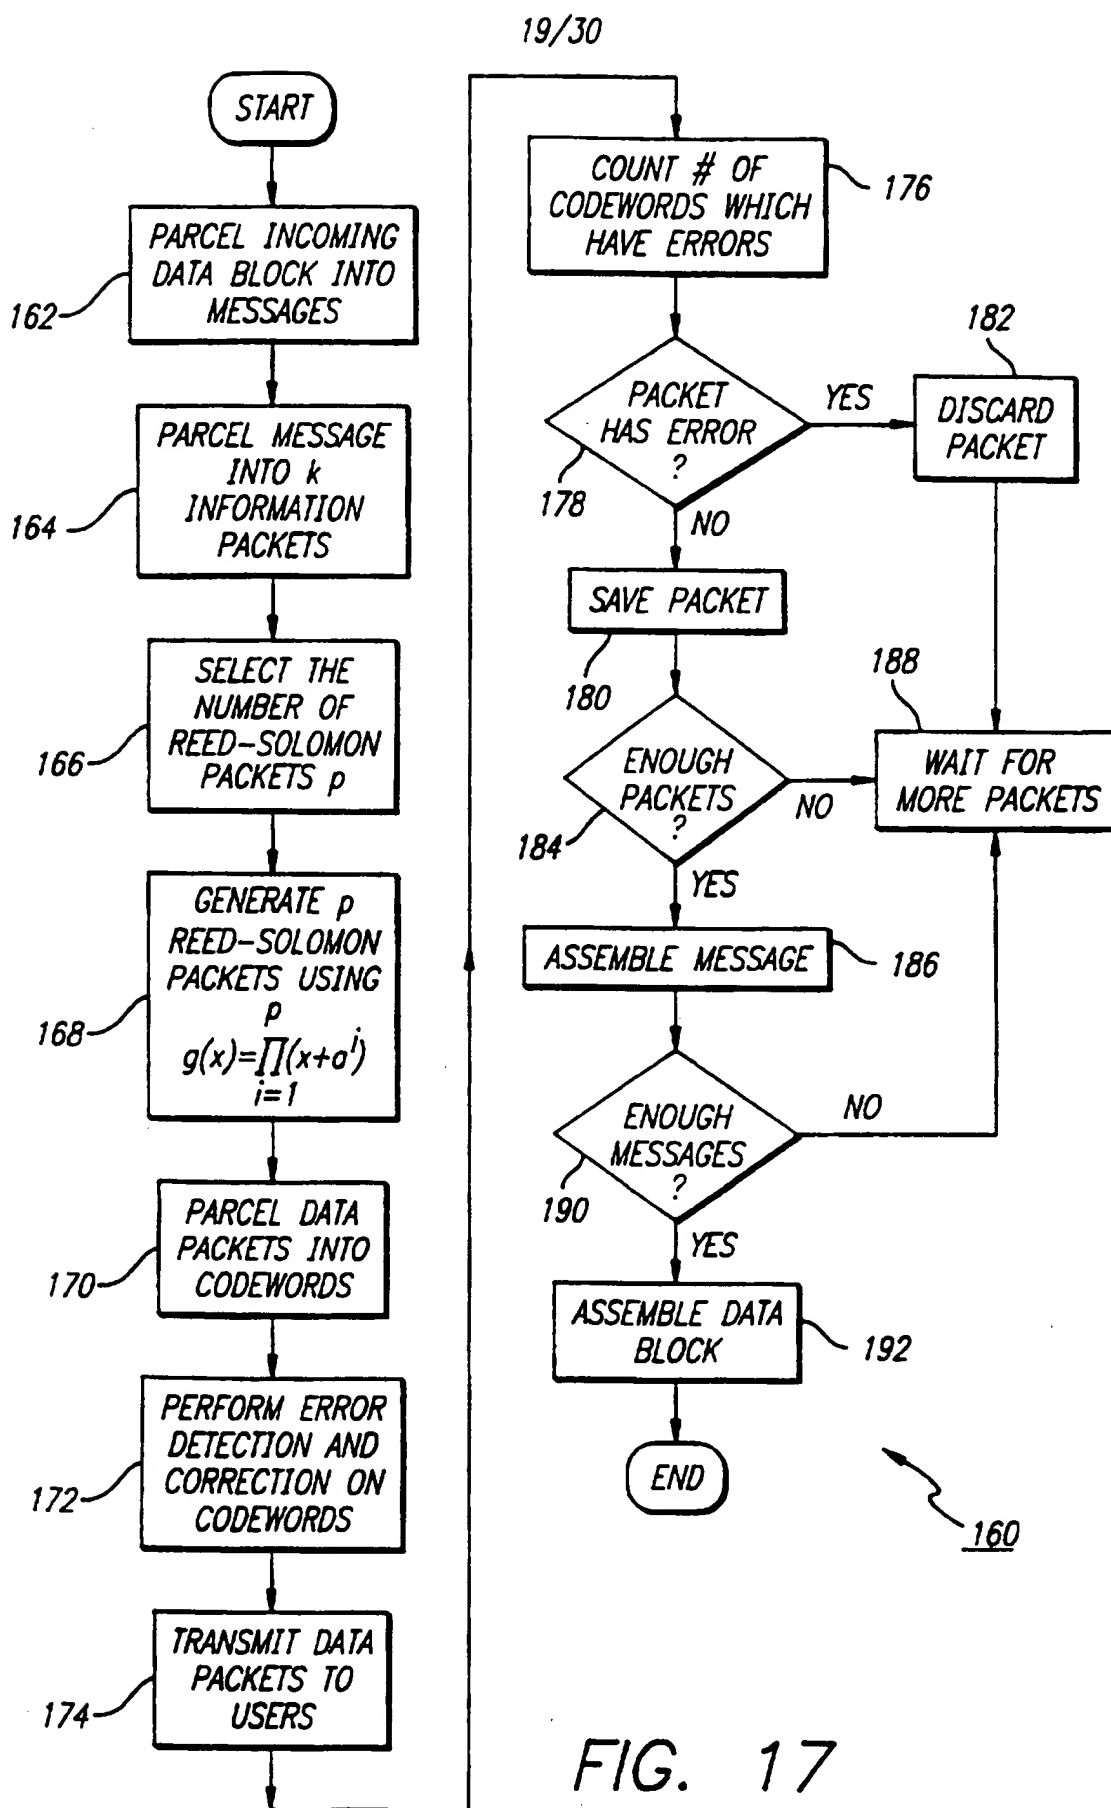 19/30
START
PARCEL INCOMING
DATA BLOCK INTO
MESSAGES
162
PARCEL MESSAGE
INTO k
INFORMATION
PACKETS
164
SELECT THE
NUMBER OF
REED-SOLOMON
PACKETS p
166
GENERATE p
REED-SOLOMON
PACKETS USING
p
g(x)=∏(x+a^i)
i=1
168
PARCEL DATA
PACKETS INTO
CODEWORDS
170
PERFORM ERROR
DETECTION AND
CORRECTION ON
CODEWORDS
172
TRANSMIT DATA
PACKETS TO
USERS
174
COUNT # OF
CODEWORDS WHICH
HAVE ERRORS
176
PACKET
HAS ERROR
?
178
YES
182
DISCARD
PACKET
NO
SAVE PACKET
180
188
WAIT FOR
MORE PACKETS
ENOUGH
PACKETS
?
184
NO
YES
ASSEMBLE MESSAGE
186
ENOUGH
MESSAGES
?
190
NO
YES
ASSEMBLE DATA
BLOCK
192
END
160
FIG. 17